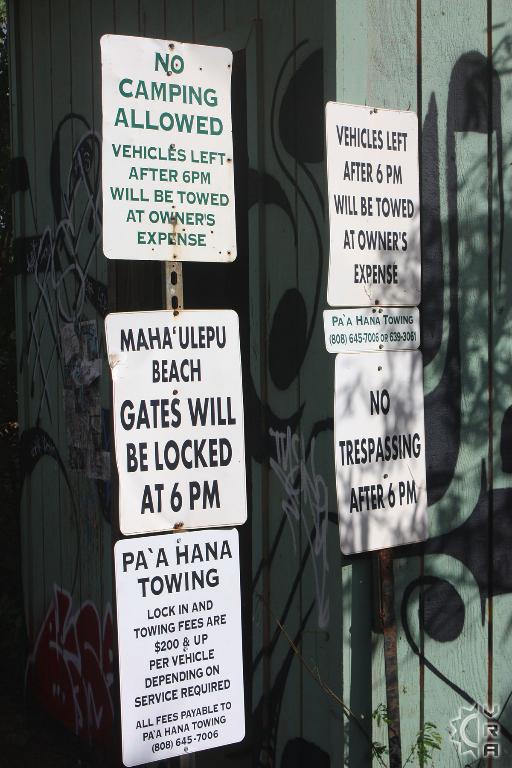 NO
CAMPING
ALLOWED
VEHICLES LEFT
AFTER 6PM
WILL BE TOWED
AT OWNER'S
EXPENSE
MAHA'ULEPU
BEACH
GATES WILL
BE LOCKED
AT 6 PM
PA`A HANA
TOWING
LOCK IN AND
TOWING FEES ARE
$200 & UP
PER VEHICLE
DEPENDING ON
SERVICE REQUIRED
ALL FEES PAYABLE TO
PA'A HANA TOWING
(808) 645-7006
VEHICLES LEFT
AFTER 6 PM
WILL BE TOWED
AT OWNER'S
EXPENSE
PA'A HANA TOWING
(808) 645-7006 OR 639-3061
NO
TRESPASSING
AFTER 6 PM
VRA